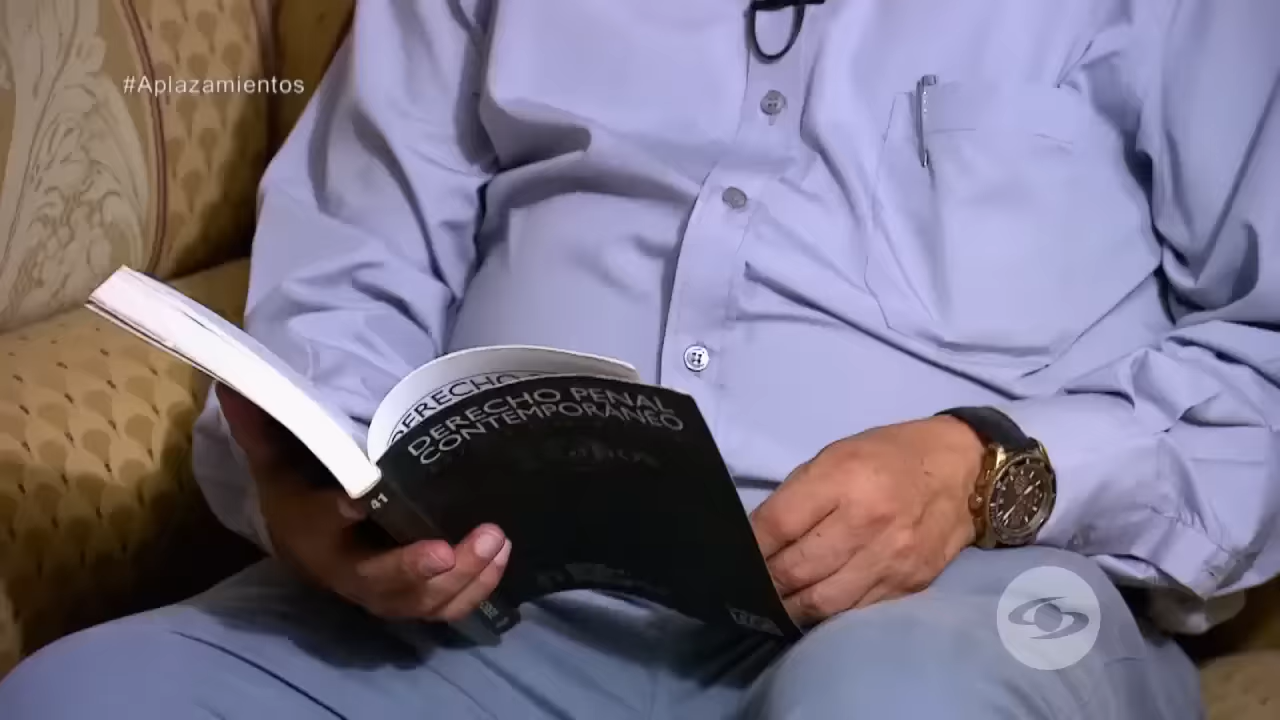 #Aplazamientos
DERECHO
DERECHO PENAL
CONTEMPORÁNEO
41